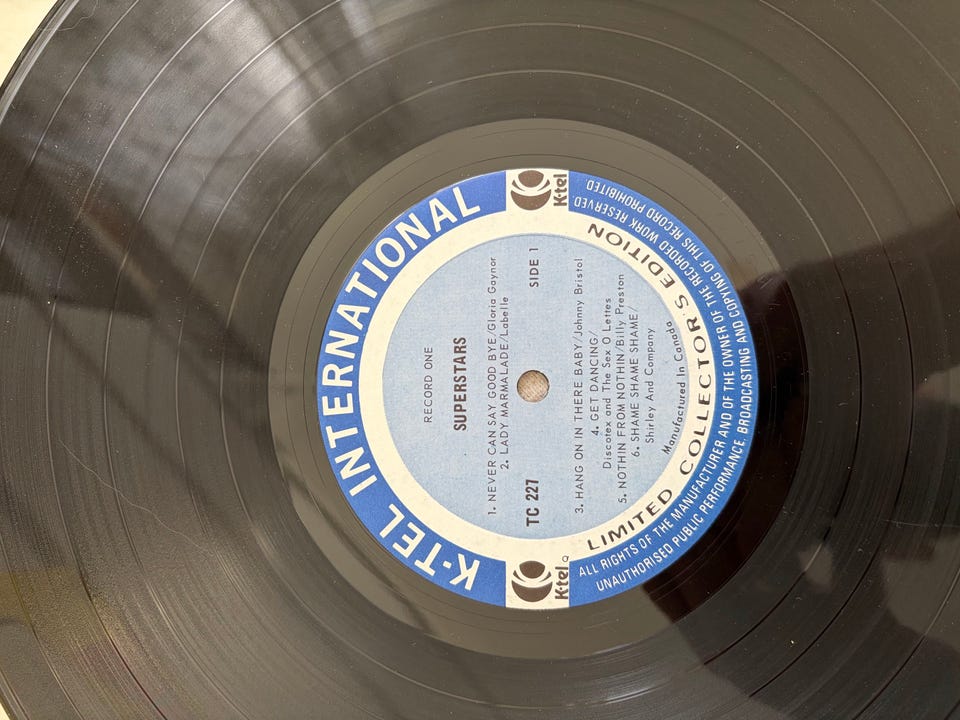 K-TEL INTERNATIONAL
RECORD ONE
SUPERSTARS
1. NEVER CAN SAY GOOD BYE/Gloria Gaynor
2. LADY MARMALADE/Labelle
TC 227
SIDE 1
K-tel
K-tel
3. HANG ON IN THERE BABY/Johnny Bristol
4. GET DANCING/
Discotex and The Sex O Lettes
5. NOTHIN FROM NOTHIN/Billy Preston
6. SHAME SHAME SHAME/
Shirley And Company
Manufactured In Canada
LIMITED COLLECTOR'S EDITION
ALL RIGHTS OF THE MANUFACTURER AND OF THE OWNER OF THE RECORDED WORK RESERVED
UNAUTHORISED PUBLIC PERFORMANCE, BROADCASTING AND COPYING OF THIS RECORD PROHIBITED